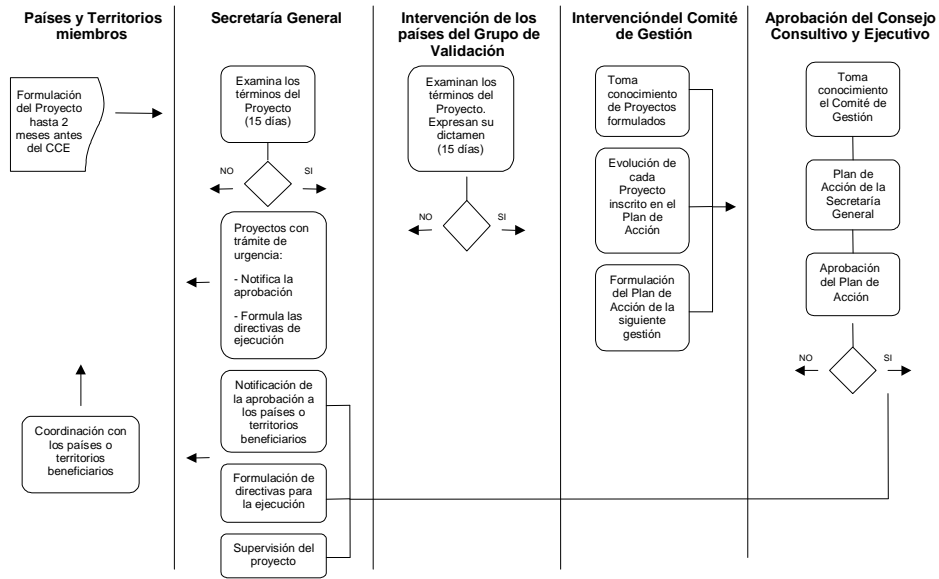 Países y Territorios
miembros
Formulación
del Proyecto
hasta 2
meses antes
del CCE
Coordinación con
los países o
territorios
beneficiarios
Secretaría General
Examina los
términos del
Proyecto
(15 días)
NO
SI
Proyectos con
trámite de
urgencia:
- Notifica la
aprobación
- Formula las
directivas de
ejecución
Notificación de
la aprobación a
los países o
territorios
beneficiarios
Formulación de
directivas para
la ejecución
Supervisión del
proyecto
Intervención de los
países del Grupo de
Validación
Examinan los
términos del
Proyecto.
Expresan su
dictamen
(15 días)
NO
SI
Intervencióndel Comité
de Gestión
Toma
conocimiento
de Proyectos
formulados
Evolución de
cada
Proyecto
inscrito en el
Plan de
Acción
Formulación
del Plan de
Acción de la
siguiente
gestión
Aprobación del Consejo
Consultivo y Ejecutivo
Toma
conocimiento
el Comité de
Gestión
Plan de
Acción de la
Secretaría
General
Aprobación
del Plan de
Acción
NO
SI